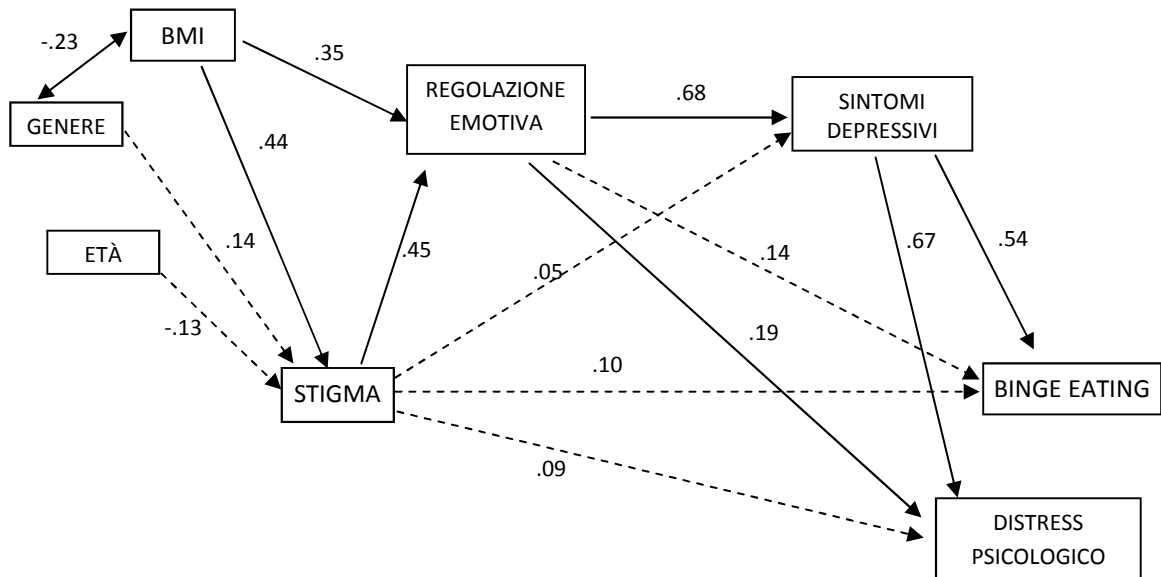 -.23
BMI
.35
REGOLAZIONE
EMOTIVA
.68
SINTOMI
DEPRESSIVI
GENERE
.44
.14
ETÀ
-.13
.45
.05
.14
.67
.54
.19
STIGMA
.10
BINGE EATING
.09
DISTRESS
PSICOLOGICO